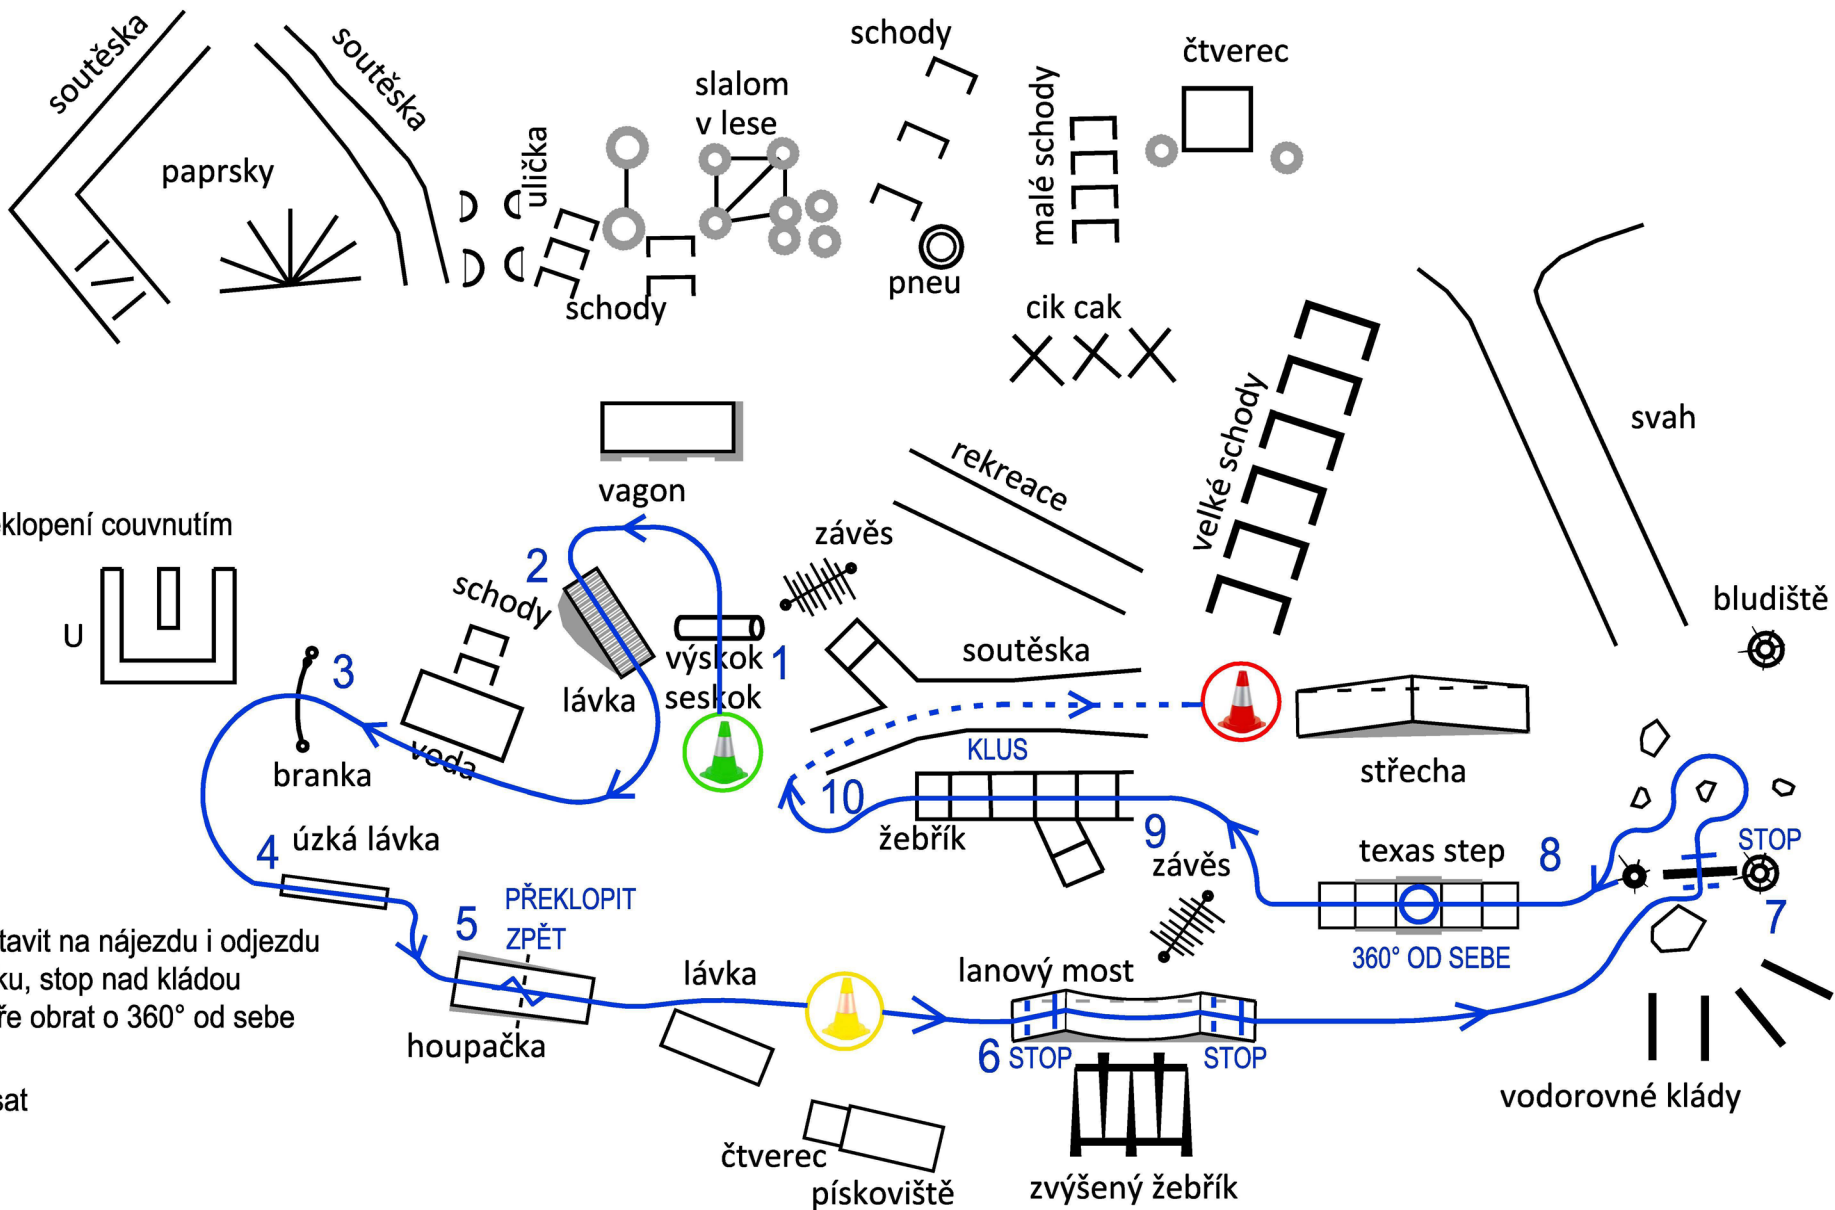 soutěska
soutěska
paprsky
ulička
slalom
v lese
schody
malé schody
čtverec
schody
pneu
cik cak
velké schody
svah
vagon
rekreace
závěs
bludiště
klopení couvnutím
U
2
schody
lávka
výskok
seskok
1
soutěska
3
branka
voda
KLUS
10
žebřík
9
střecha
STOP
4
úzká lávka
závěs
texas step
8
7
5
PŘEKLOPIT
ZPĚT
360° OD SEBE
tavit na nájezdu i odjezdu
ku, stop nad kládou
ře obrat o 360° od sebe
houpačka
lávka
lanový most
6
STOP
STOP
sat
vodorovné klády
čtverec
pískoviště
zvýšený žebřík